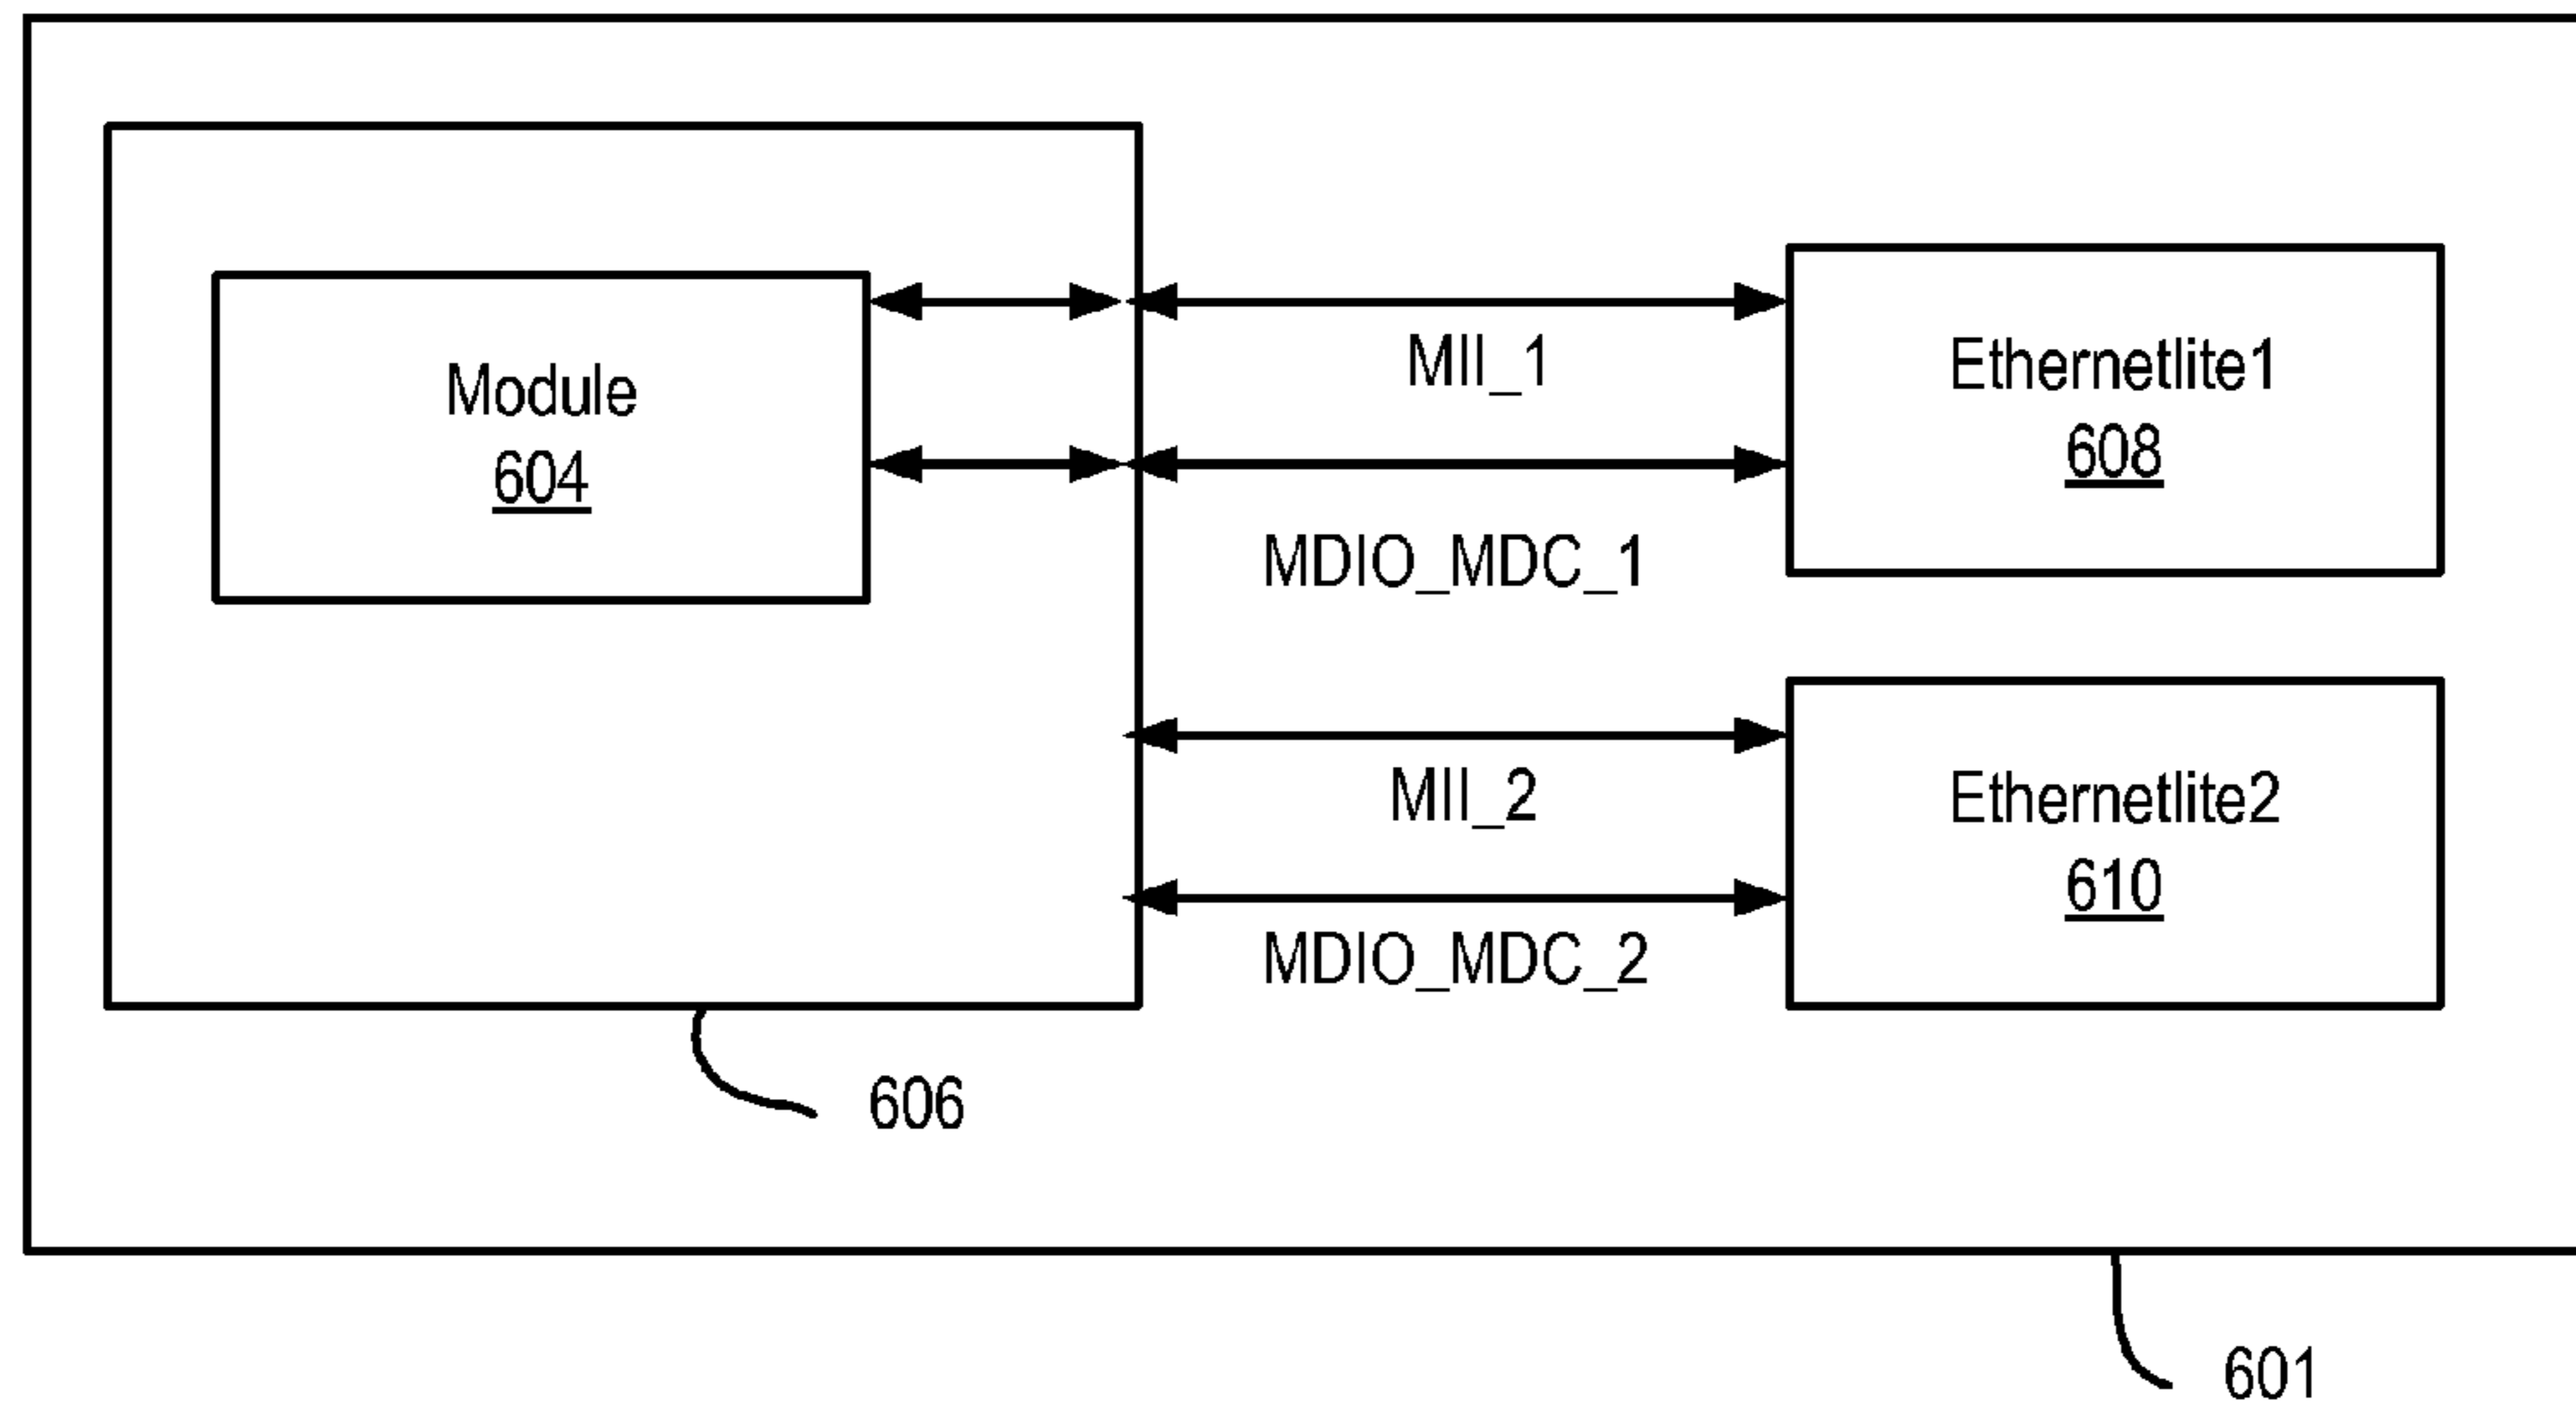 Module
604
MII_1
MDIO_MDC_1
Ethernetlite1
608
MII_2
MDIO_MDC_2
Ethernetlite2
610
606
601